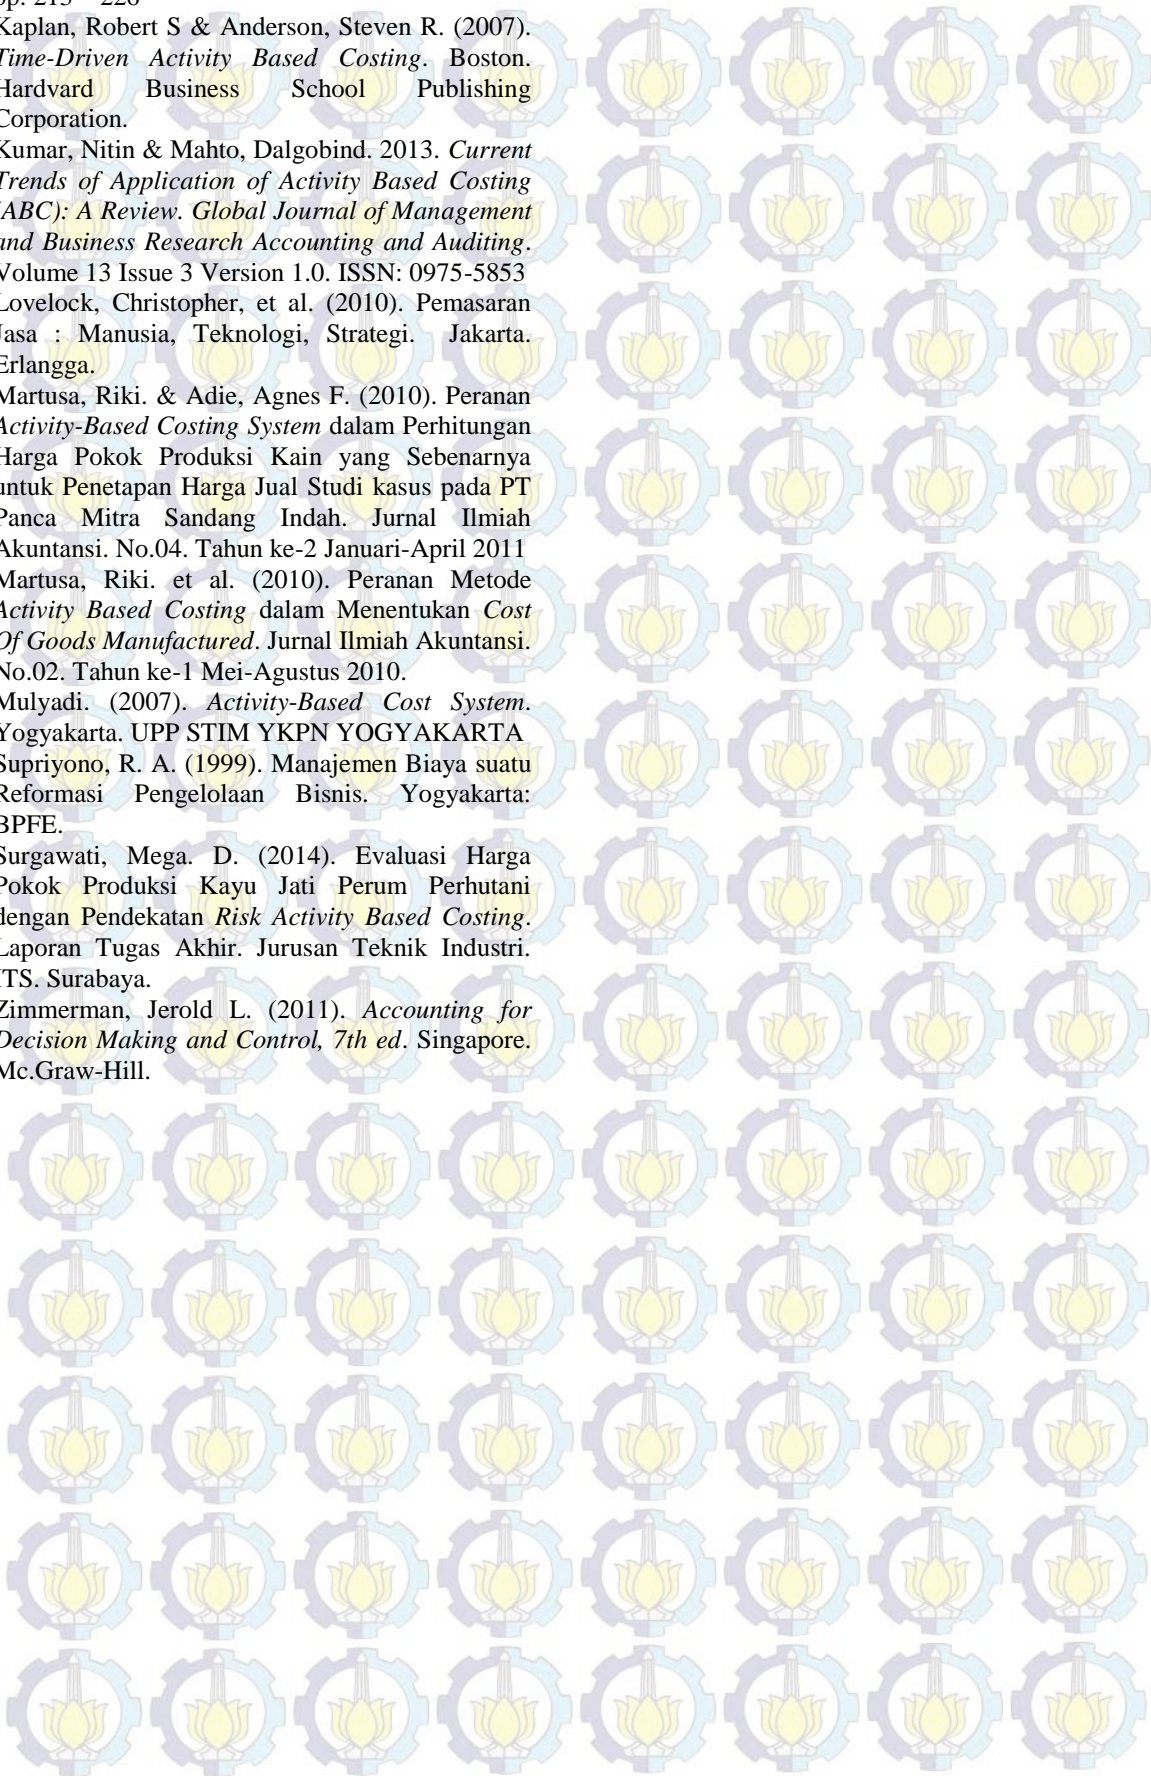 pp. 213 – 226
Kaplan, Robert S & Anderson, Steven R. (2007).
Time-Driven Activity Based Costing. Boston.
Hardvard Business School Publishing
Corporation.
Kumar, Nitin & Mahto, Dalgobind. 2013. Current
Trends of Application of Activity Based Costing
(ABC): A Review. Global Journal of Management
and Business Research Accounting and Auditing.
Volume 13 Issue 3 Version 1.0. ISSN: 0975-5853
Lovelock, Christopher, et al. (2010). Pemasaran
Jasa : Manusia, Teknologi, Strategi. Jakarta.
Erlangga.
Martusa, Riki. & Adie, Agnes F. (2010). Peranan
Activity-Based Costing System dalam Perhitungan
Harga Pokok Produksi Kain yang Sebenarnya
untuk Penetapan Harga Jual Studi kasus pada PT
Panca Mitra Sandang Indah. Jurnal Ilmiah
Akuntansi. No.04. Tahun ke-2 Januari-April 2011
Martusa, Riki. et al. (2010). Peranan Metode
Activity Based Costing dalam Menentukan Cost
Of Goods Manufactured. Jurnal Ilmiah Akuntansi.
No.02. Tahun ke-1 Mei-Agustus 2010.
Mulyadi. (2007). Activity-Based Cost System.
Yogyakarta. UPP STIM YKPN YOGYAKARTA
Supriyono, R. A. (1999). Manajemen Biaya suatu
Reformasi Pengelolaan Bisnis. Yogyakarta:
BPFE.
Surgawati, Mega. D. (2014). Evaluasi Harga
Pokok Produksi Kayu Jati Perum Perhutani
dengan Pendekatan Risk Activity Based Costing.
Laporan Tugas Akhir. Jurusan Teknik Industri.
ITS. Surabaya.
Zimmerman, Jerold L. (2011). Accounting for
Decision Making and Control, 7th ed. Singapore.
Mc.Graw-Hill.